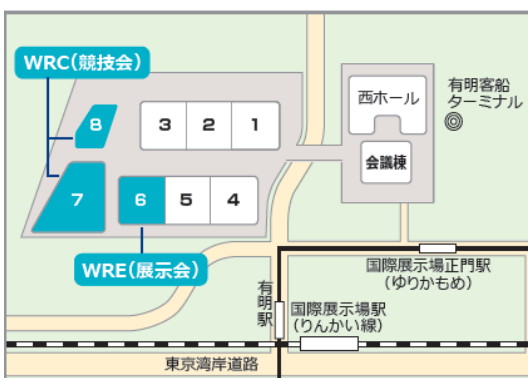 WRC(競技会)
8
3
2
1
7
6
5
4
WRE(展示会)
西ホール
会議棟
有明客船
ターミナル
国際展示場正門駅
(ゆりかもめ)
有明駅
国際展示場駅
(りんかい線)
東京湾岸道路